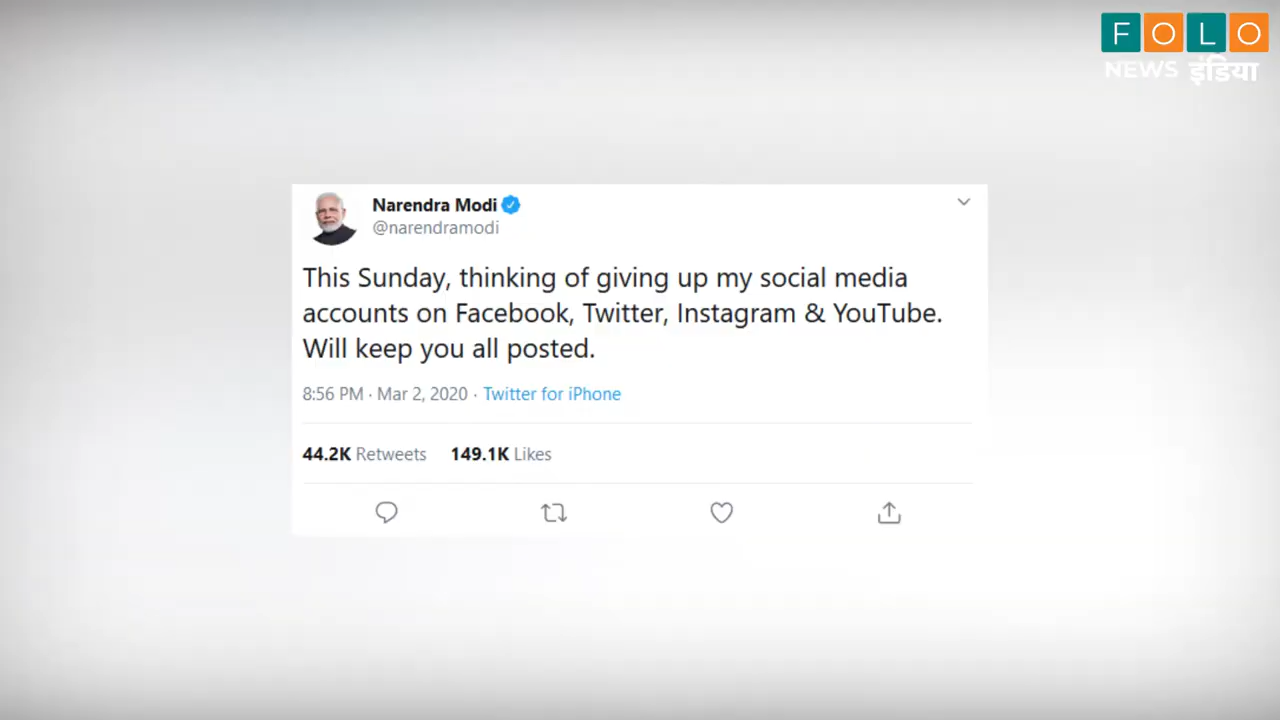 FOLO
NEWS इंडिया
Narendra Modi
@narendramodi
This Sunday, thinking of giving up my social media
accounts on Facebook, Twitter, Instagram & YouTube.
Will keep you all posted.
8:56 PM · Mar 2, 2020 · Twitter for iPhone
44.2K Retweets 149.1K Likes